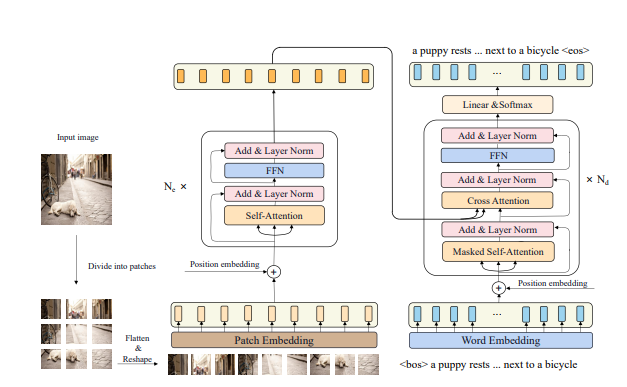 a puppy rests ... next to a bicycle <eos>
...
Linear &Softmax
Input image
Add & Layer Norm
FFN
Add & Layer Norm
Self-Attention
Ne ×
Add & Layer Norm
FFN
Add & Layer Norm
Cross Attention
Add & Layer Norm
Masked Self-Attention
× Nd
Divide into patches
Position embedding
+
Position embedding
+
...
Flatten
&
Reshape
Patch Embedding
Word Embedding
<bos> a puppy rests ... next to a bicycle